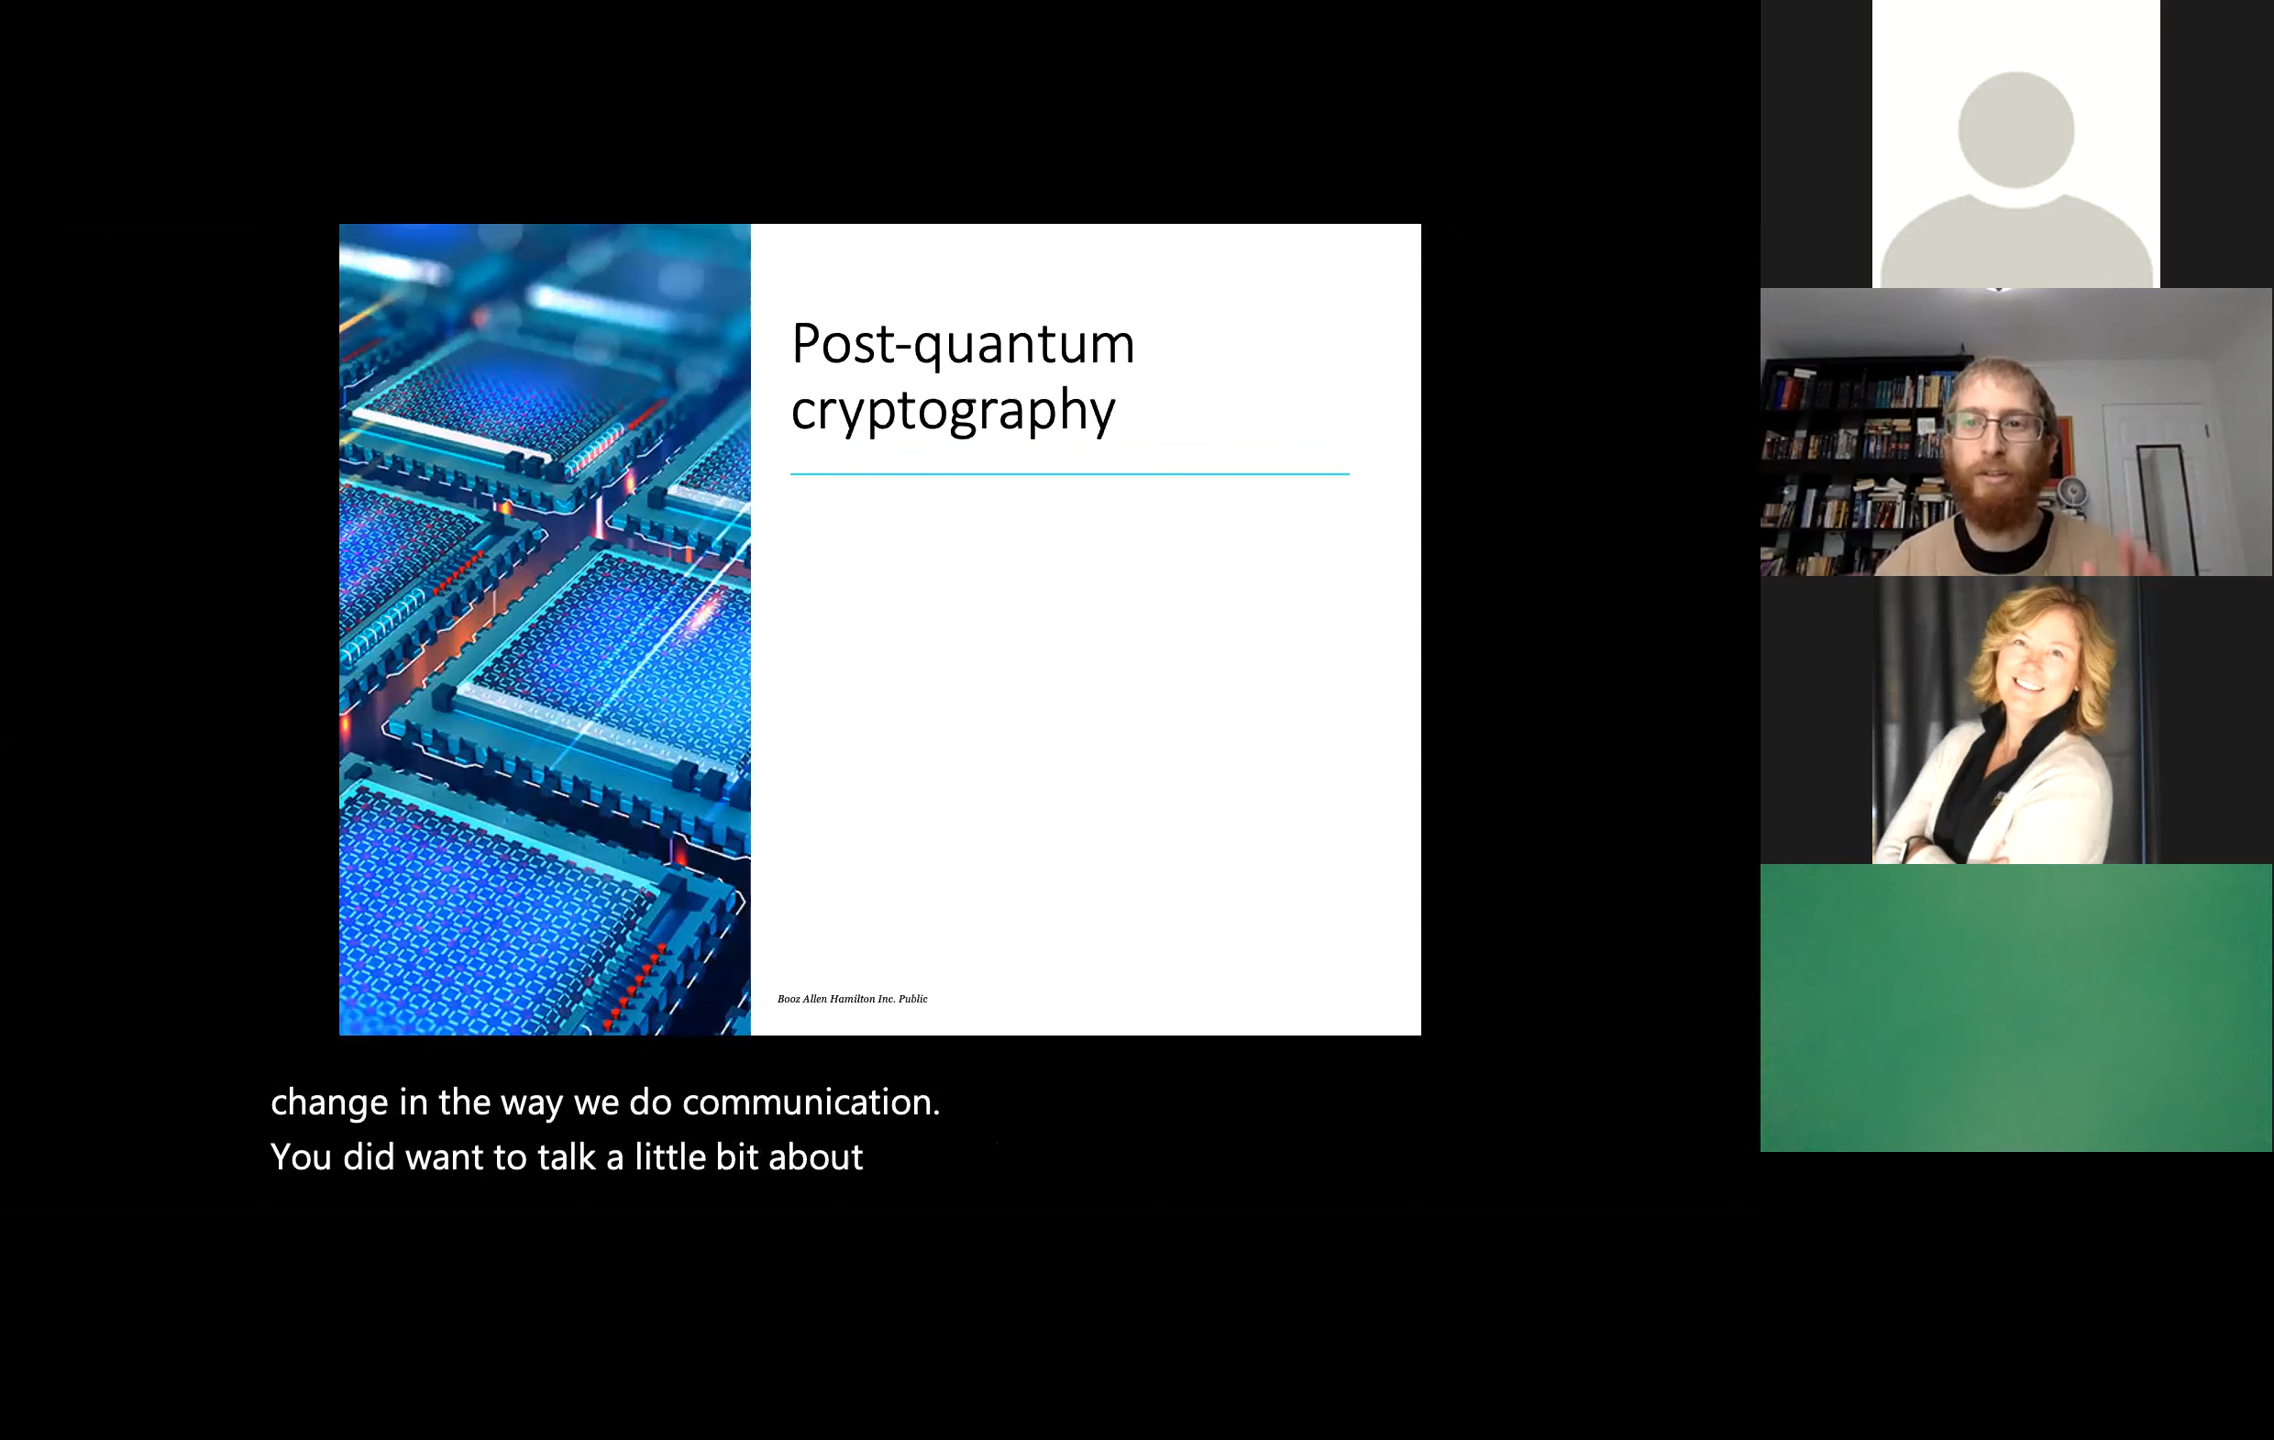 Post-quantum
cryptography
Booz Allen Hamilton Inc. Public
change in the way we do communication.
You did want to talk a little bit about